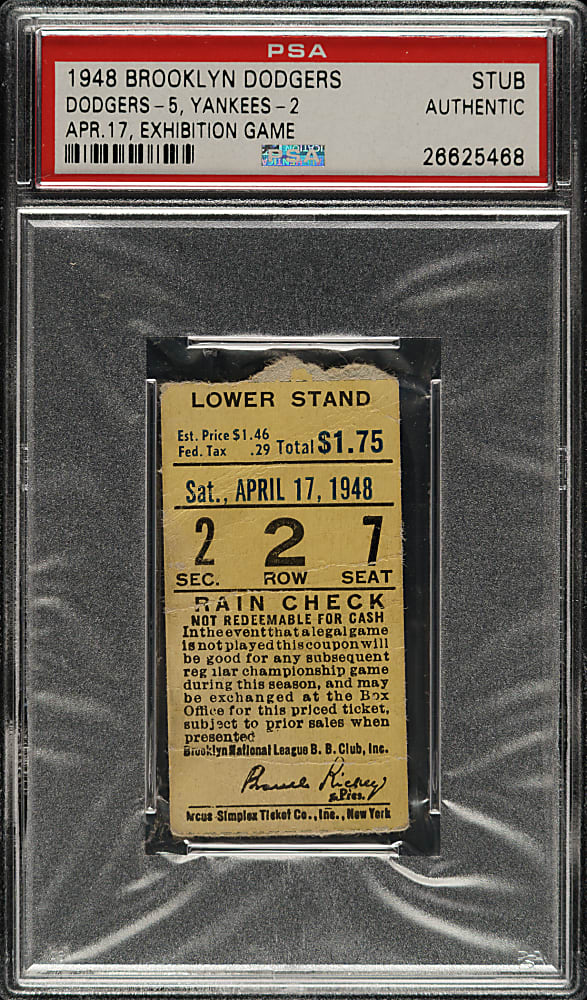 PSA
1948 BROOKLYN DODGERS STUB
DODGERS-5, YANKEES-2 AUTHENTIC
APR.17, EXHIBITION GAME
PSA 26625468
LOWER STAND
Est. Price $1.46
Fed. Tax .29 Total $1.75
Sat., APRIL 17, 1948
2 2 7
SEC. ROW SEAT
RAIN CHECK
NOT REDEEMABLE FOR CASH
In the event that a legal game
is not played this coupon will
be good for any subsequent
regular championship game
during this season, and may
be exchanged at the Box
Office for this priced ticket,
subject to prior sales when
presented
Brooklyn National League B. B. Club, Inc.
Branch Rickey
Pres.
Arcus-Simplex Ticket Co., Inc., New York